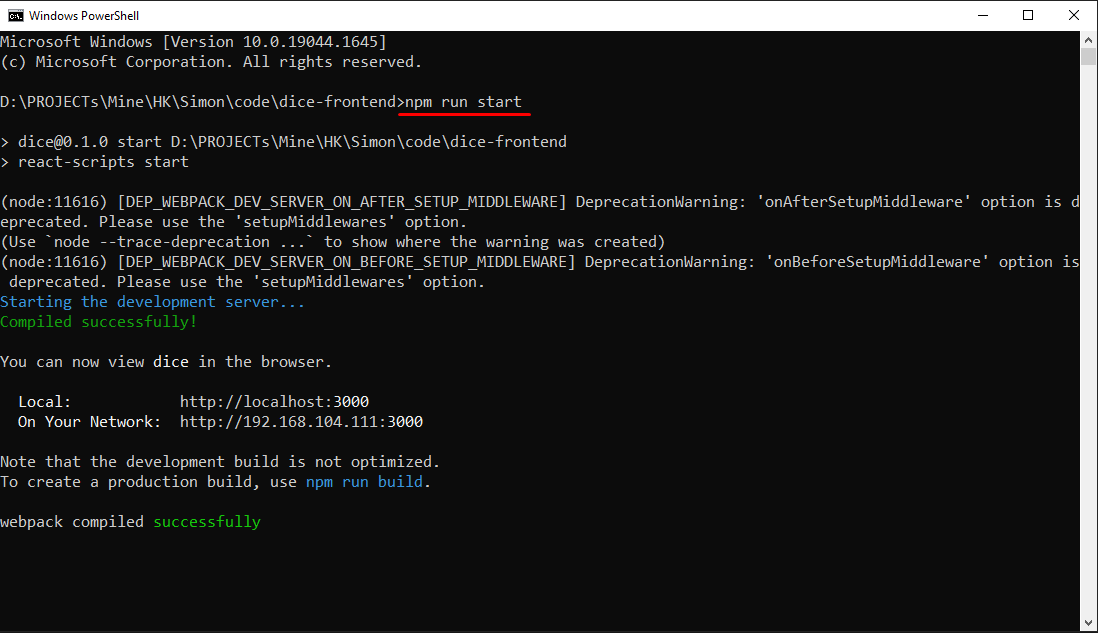 Windows PowerShell
Microsoft Windows [Version 10.0.19044.1645]
(c) Microsoft Corporation. All rights reserved.
D:\PROJECTs\Mine\HK\Simon\code\dice-frontend>npm run start
> dice@0.1.0 start D:\PROJECTs\Mine\HK\Simon\code\dice-frontend
> react-scripts start
(node:11616) [DEP_WEBPACK_DEV_SERVER_ON_AFTER_SETUP_MIDDLEWARE] DeprecationWarning: 'onAfterSetupMiddleware' option is d
eprecated. Please use the 'setupMiddlewares' option.
(Use `node --trace-deprecation ...` to show where the warning was created)
(node:11616) [DEP_WEBPACK_DEV_SERVER_ON_BEFORE_SETUP_MIDDLEWARE] DeprecationWarning: 'onBeforeSetupMiddleware' option is
 deprecated. Please use the 'setupMiddlewares' option.
Starting the development server...
Compiled successfully!
You can now view dice in the browser.
  Local:            http://localhost:3000
  On Your Network:  http://192.168.104.111:3000
Note that the development build is not optimized.
To create a production build, use npm run build.
webpack compiled successfully